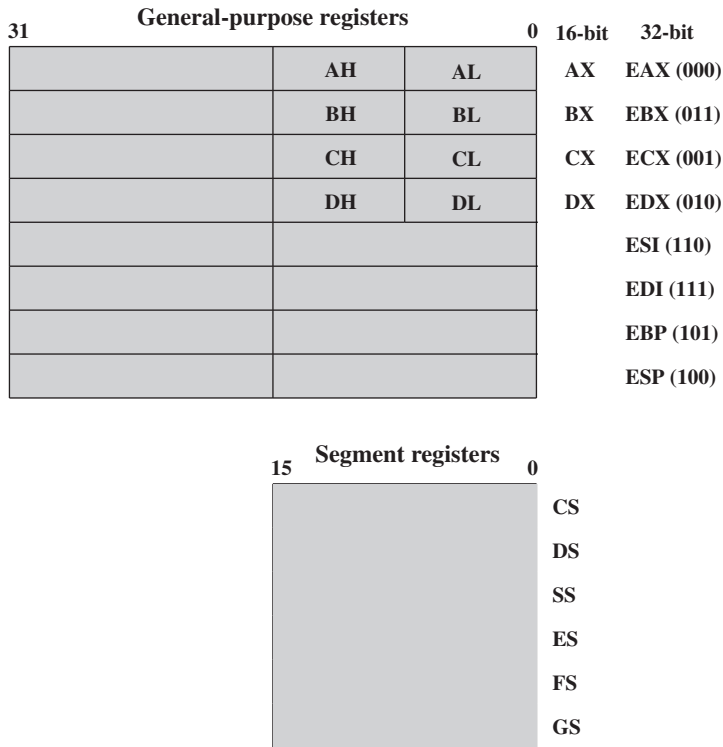 General-purpose registers
31 0 16-bit 32-bit
AH AL AX EAX (000)
BH BL BX EBX (011)
CH CL CX ECX (001)
DH DL DX EDX (010)
ESI (110)
EDI (111)
EBP (101)
ESP (100)
Segment registers
15 0
CS
DS
SS
ES
FS
GS